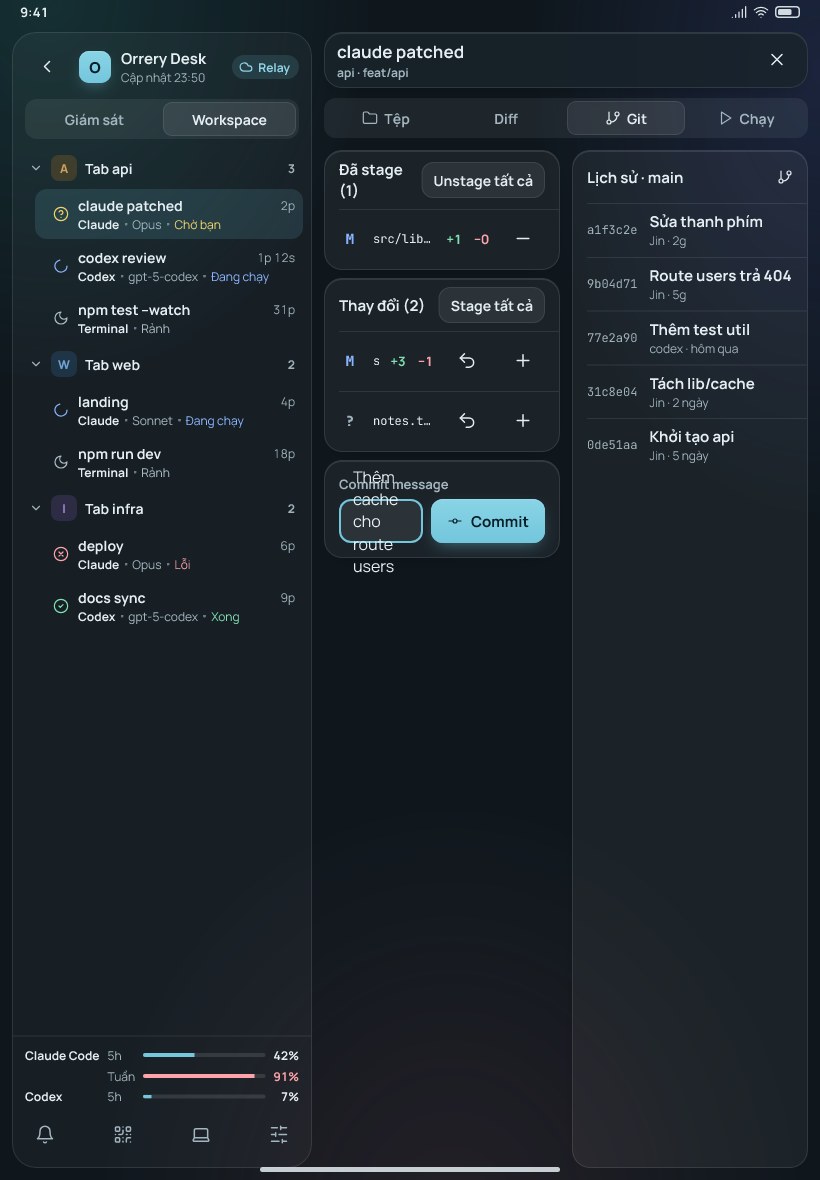 9:41
O
Orrery Desk
Cập nhật 23:50
Relay
Giám sát
Workspace
A
Tab api
3
claude patched
2p
Claude • Opus • Chờ bạn
codex review
1p 12s
Codex • gpt-5-codex • Đang chạy
npm test –watch
31p
Terminal • Rảnh
W
Tab web
2
landing
4p
Claude • Sonnet • Đang chạy
npm run dev
18p
Terminal • Rảnh
I
Tab infra
2
deploy
6p
Claude • Opus • Lỗi
docs sync
9p
Codex • gpt-5-codex • Xong
Claude Code 5h 42%
Tuần 91%
Codex 5h 7%
claude patched
api · feat/api
Tệp
Diff
Git
Chạy
Đã stage
(1)
Unstage tất cả
M src/lib… +1 −0
Thay đổi (2)
Stage tất cả
M s +3 −1
? notes.t…
Commit message
Thêm
cache
cho
route
users
Commit
Lịch sử · main
a1f3c2e
Sửa thanh phím
Jin · 2g
9b04d71
Route users trả 404
Jin · 5g
77e2a90
Thêm test util
codex · hôm qua
31c8e04
Tách lib/cache
Jin · 2 ngày
0de51aa
Khởi tạo api
Jin · 5 ngày